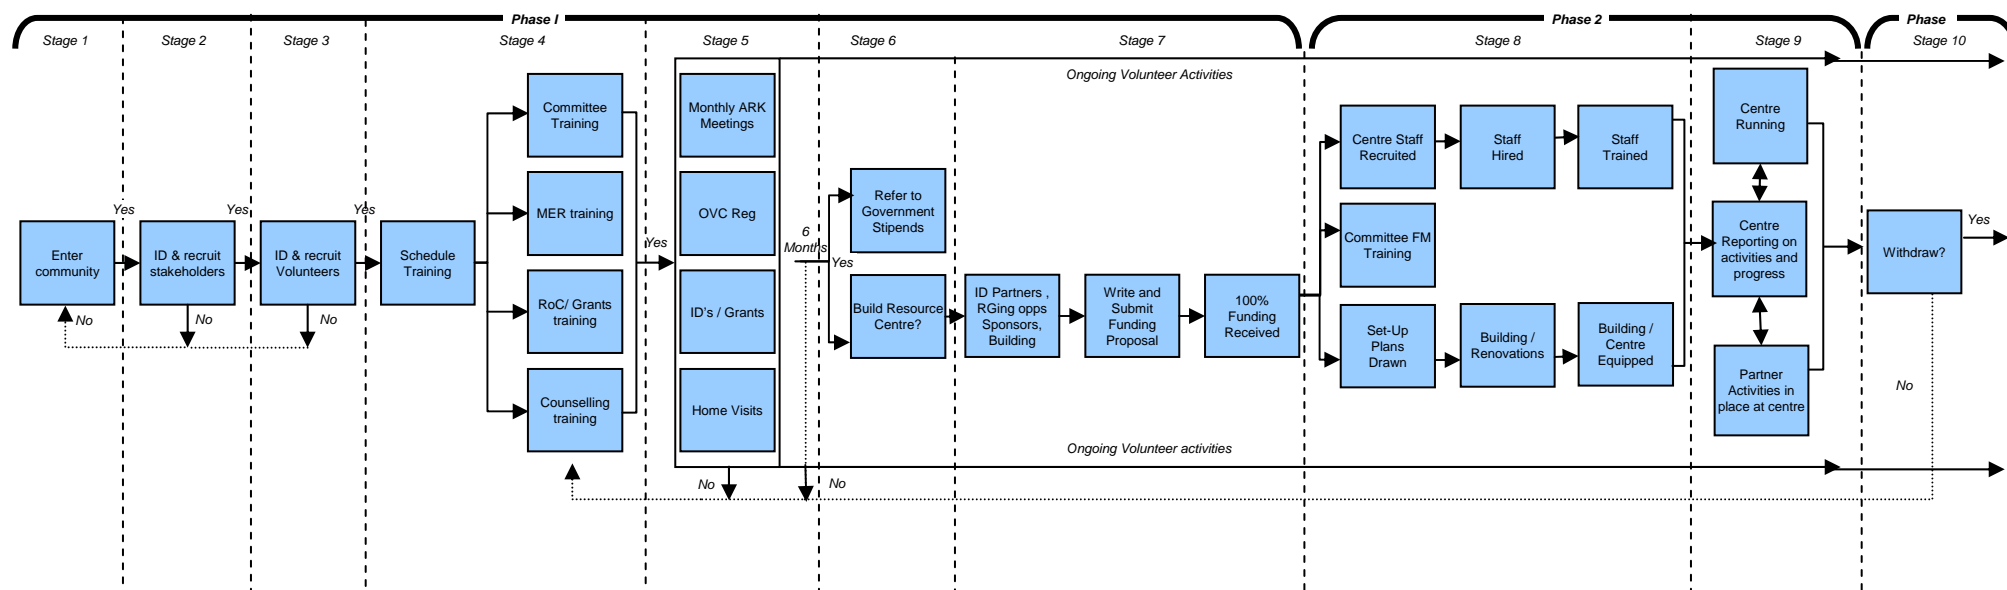 Phase I
Phase 2
Phase
Stage 1
Stage 2
Stage 3
Stage 4
Stage 5
Stage 6
Stage 7
Stage 8
Stage 9
Stage 10
Ongoing Volunteer Activities
Enter
community
Yes
No
ID & recruit
stakeholders
Yes
No
ID & recruit
Volunteers
Yes
No
Schedule
Training
Committee
Training
MER training
RoC/ Grants
training
Counselling
training
Yes
Monthly ARK
Meetings
OVC Reg
ID's / Grants
Home Visits
No
6
Months
Yes
No
Refer to
Government
Stipends
Build Resource
Centre?
ID Partners ,
RGing opps
Sponsors,
Building
Write and
Submit
Funding
Proposal
100%
Funding
Received
Centre Staff
Recruited
Staff
Hired
Staff
Trained
Committee FM
Training
Set-Up
Plans
Drawn
Building /
Renovations
Building /
Centre
Equipped
Centre
Running
Centre
Reporting on
activities and
progress
Partner
Activities in
place at centre
Withdraw?
Yes
No
Ongoing Volunteer activities